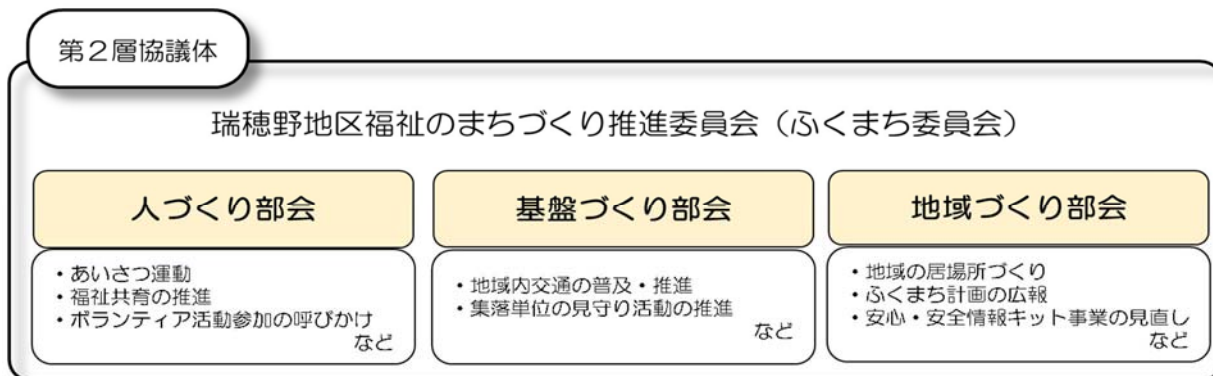 第2層協議体
瑞穂野地区福祉のまちづくり推進委員会（ふくまち委員会）
人づくり部会
・あいさつ運動
・福祉共育の推進
・ボランティア活動参加の呼びかけ
など
基盤づくり部会
・地域内交通の普及・推進
・集落単位の見守り活動の推進
など
地域づくり部会
・地域の居場所づくり
・ふくまち計画の広報
・安心・安全情報キット事業の見直し
など